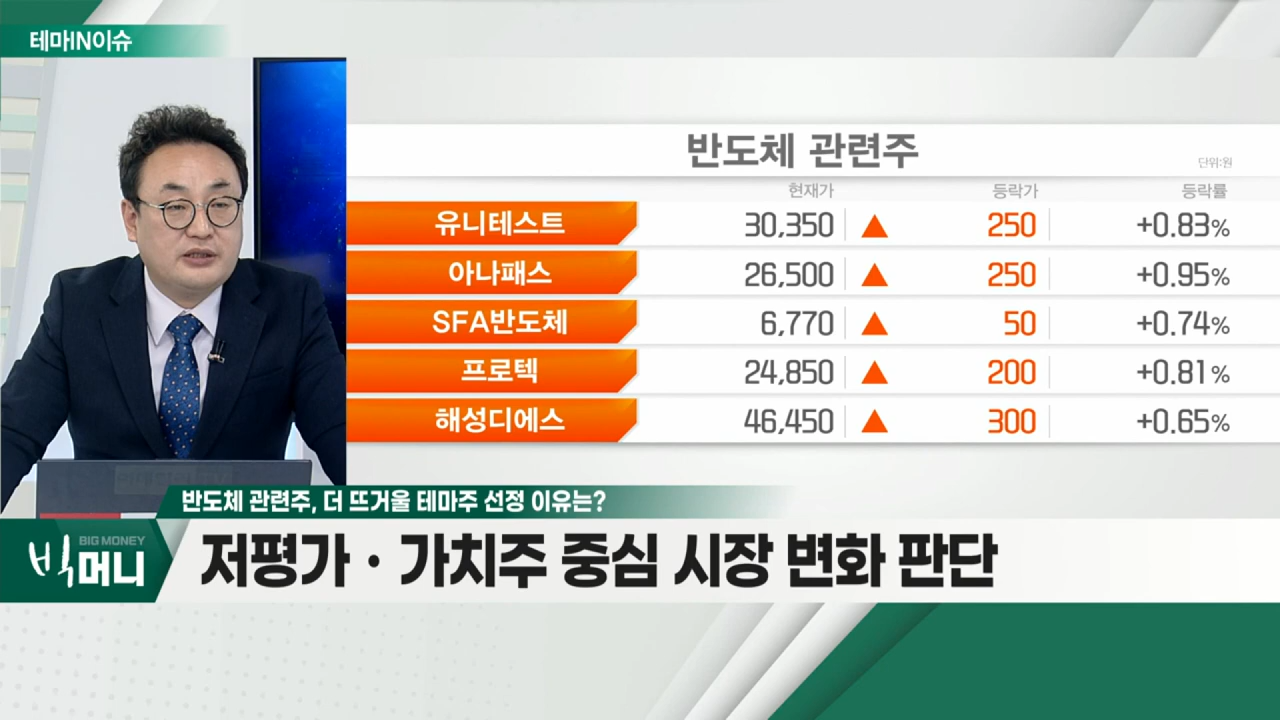 테마IN이슈
반도체 관련주
단위:원
현재가 등락가 등락률
유니테스트 30,350 ▲ 250 +0.83%
아나패스 26,500 ▲ 250 +0.95%
SFA반도체 6,770 ▲ 50 +0.74%
프로텍 24,850 ▲ 200 +0.81%
해성디에스 46,450 ▲ 300 +0.65%
반도체 관련주, 더 뜨거울 테마주 선정 이유는?
BIG MONEY
빅머니
저평가·가치주 중심 시장 변화 판단